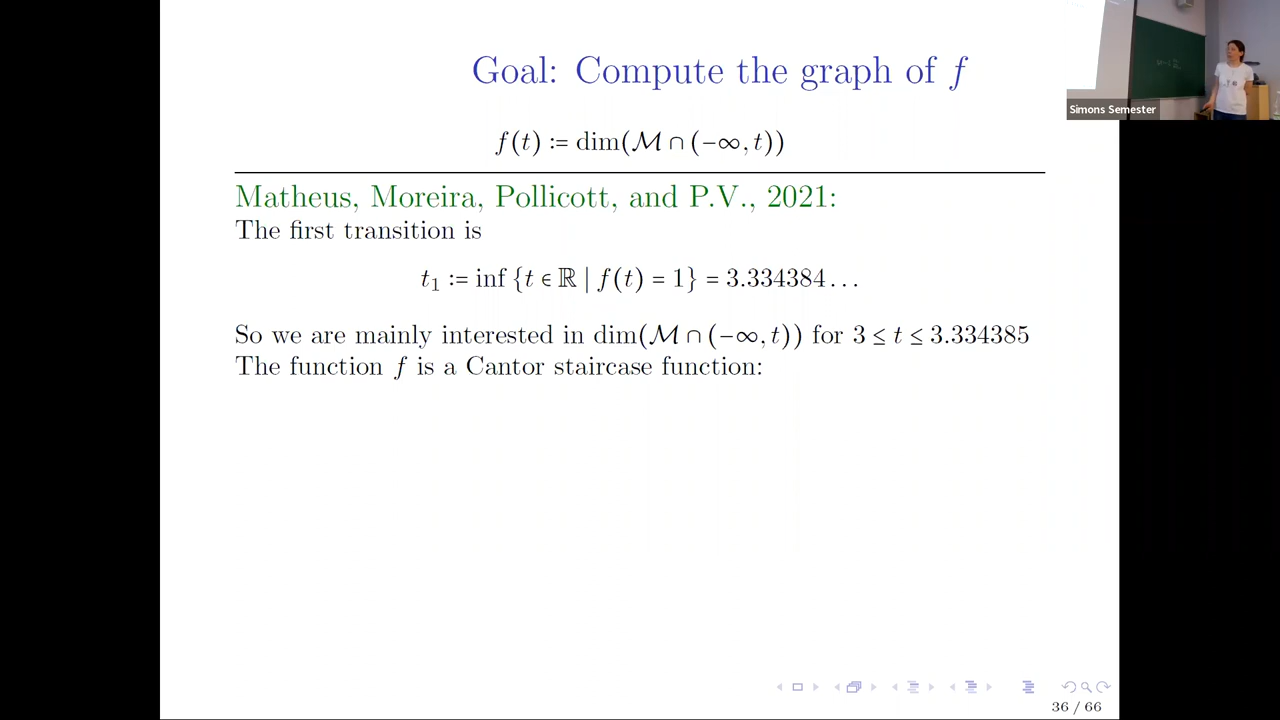 Goal: Compute the graph of f
f(t) := dim(ℳ ∩ (−∞, t))
Matheus, Moreira, Pollicott, and P.V., 2021:
The first transition is
t₁ := inf {t ∈ ℝ | f(t) = 1} = 3.334384...
So we are mainly interested in dim(ℳ ∩ (−∞, t)) for 3 ≤ t ≤ 3.334385
The function f is a Cantor staircase function:
Simons Semester
36 / 66